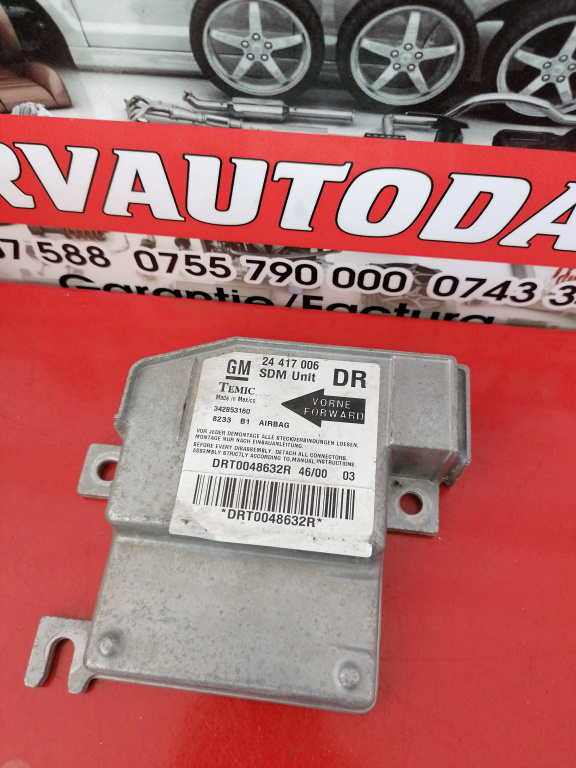 RVAUTODA
7 588 0755 790 000 0743 3
Garantie/Factura
GM 24 417 006
SDM Unit DR
TEMIC
Made in Mexico
VORNE
FORWARD
342853160
8233 B1 AIRBAG
VOR JEDER DEMONTAGE ALLE STECKVERBINDUNGEN LOESEN.
MONTAGE NUR NACH EINBAUANLEITUNG.
BEFORE EVERY DISASSEMBLY, DETACH ALL CONNECTORS.
ASSEMBLY STRICTLY ACCORDING TO MANUAL INSTRUCTIONS.
DRT0048632R 46/00 03
*DRT0048632R*